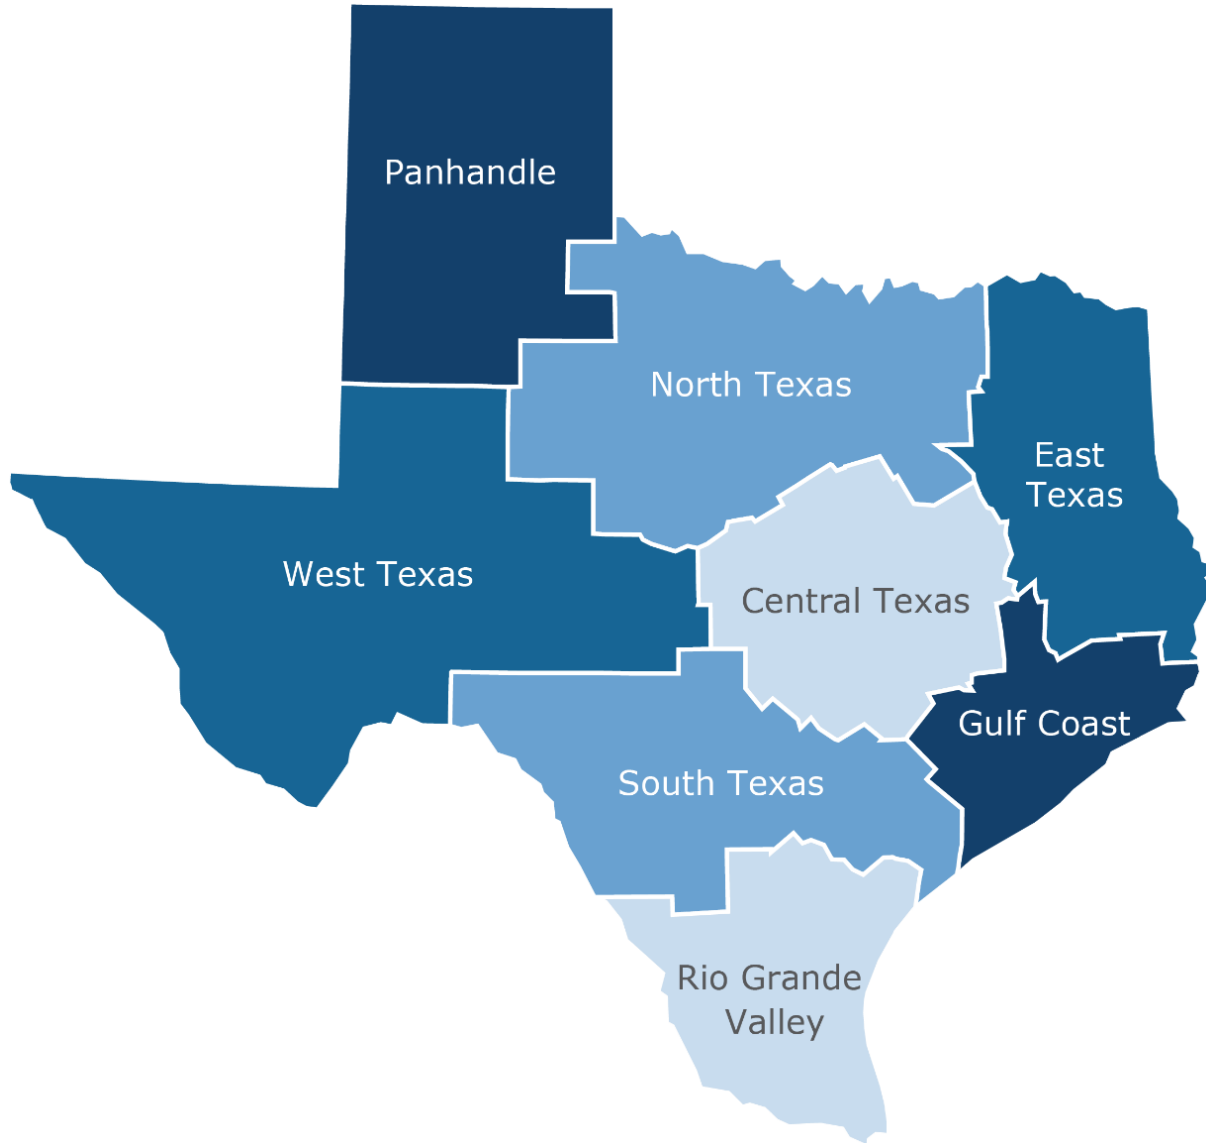 Panhandle
North Texas
East
Texas
West Texas
Central Texas
Gulf Coast
South Texas
Rio Grande
Valley